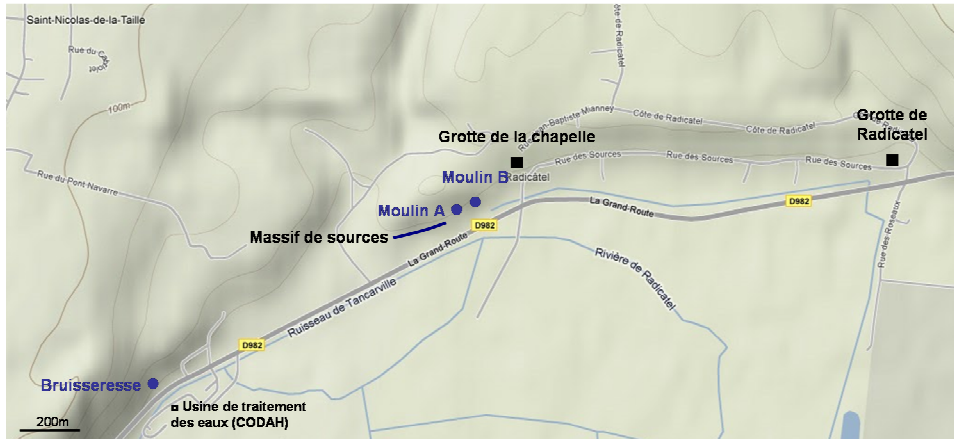 Saint-Nicolas-de-la-Taille
100m
Rue du Pont-Navarre
Côte de Radicatel
Côte de Radicatel
Grotte de la chapelle
Grotte de
Radicatel
Rue des Sources
Rue des Sources
Rue des Sources
Radicatel
Moulin B
Moulin A
La Grand-Route
D982
D982
Massif de sources
La Grand-Route
Rivière de Radicatel
Rue des Roseaux
Ruisseau de Tancarville
D982
Bruisseresse
Usine de traitement
des eaux (CODAH)
200m